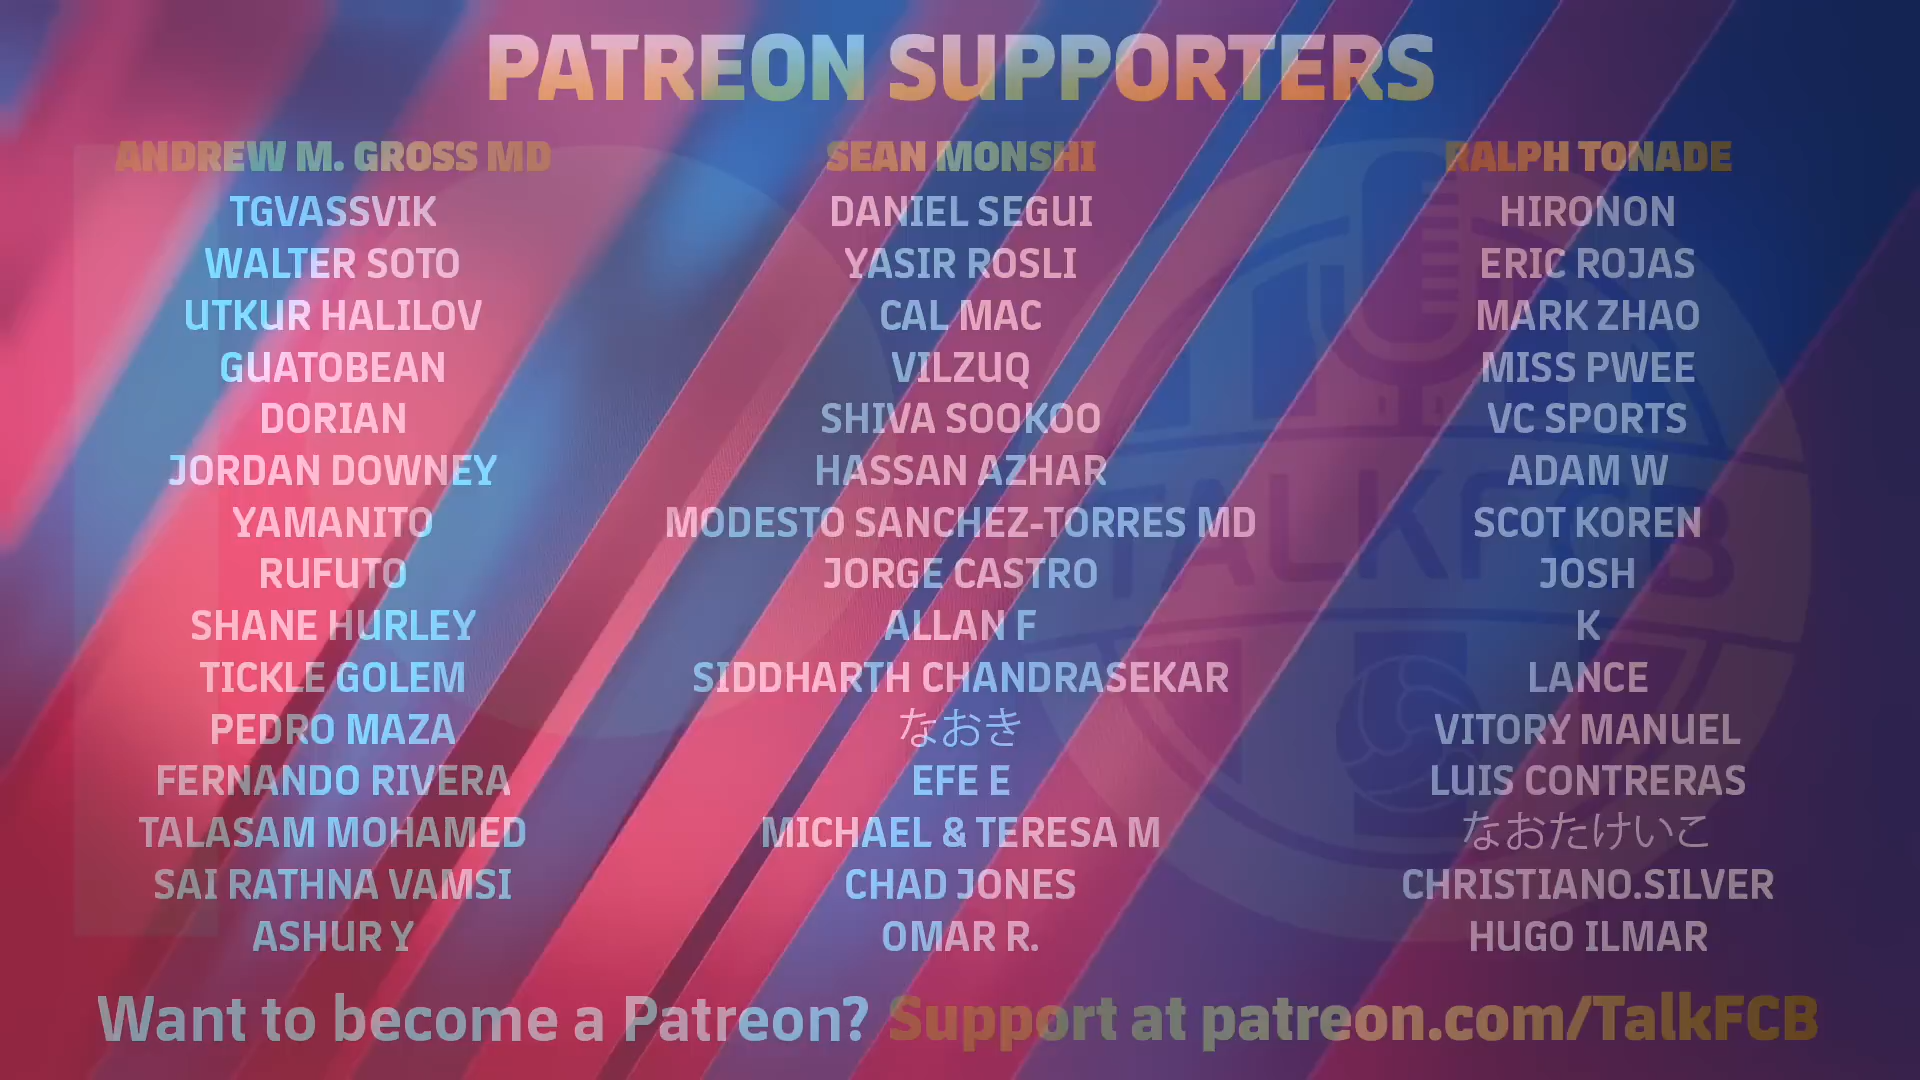 PATREON SUPPORTERS
ANDREW M. GROSS MD
TGVASSVIK
WALTER SOTO
UTKUR HALILOV
GUATOBEAN
DORIAN
JORDAN DOWNEY
YAMANITO
RUFUTO
SHANE HURLEY
TICKLE GOLEM
PEDRO MAZA
FERNANDO RIVERA
TALASAM MOHAMED
SAI RATHNA VAMSI
ASHUR Y
SEAN MONSHI
DANIEL SEGUI
YASIR ROSLI
CAL MAC
VILZUQ
SHIVA SOOKOO
HASSAN AZHAR
MODESTO SANCHEZ-TORRES MD
JORGE CASTRO
ALLAN F
SIDDHARTH CHANDRASEKAR
なおき
EFE E
MICHAEL & TERESA M
CHAD JONES
OMAR R.
RALPH TONADE
HIRONON
ERIC ROJAS
MARK ZHAO
MISS PWEE
VC SPORTS
ADAM W
SCOT KOREN
JOSH
K
LANCE
VITORY MANUEL
LUIS CONTRERAS
なおたけいこ
CHRISTIANO.SILVER
HUGO ILMAR
TALKFCB
Want to become a Patreon? Support at patreon.com/TalkFCB